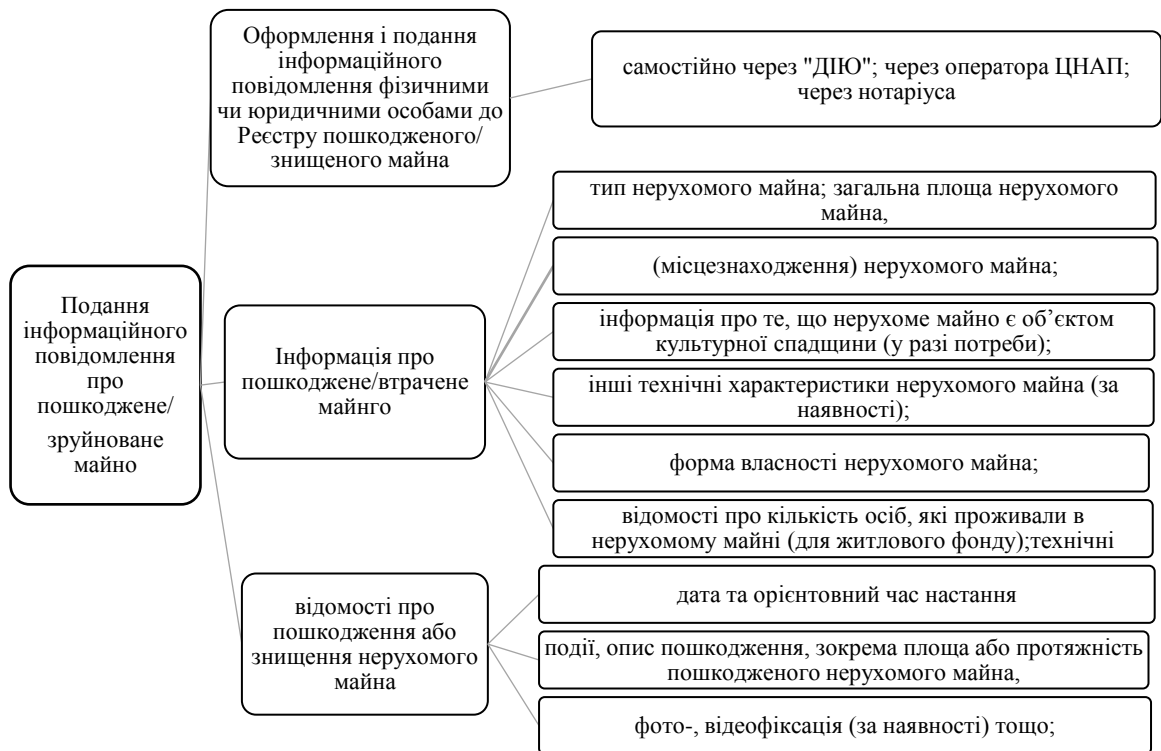 Подання
інформаційного
повідомлення
про
пошкоджене/
зруйноване
майно
Оформлення і подання
інформаційного
повідомлення фізичними
чи юридичними особами до
Реєстру пошкодженого/
знищеного майна
самостійно через "ДІЮ"; через оператора ЦНАП;
через нотаріуса
Інформація про
пошкоджене/втрачене
майнго
тип нерухомого майна; загальна площа нерухомого
майна,
(місцезнаходження) нерухомого майна;
інформація про те, що нерухоме майно є об’єктом
культурної спадщини (у разі потреби);
інші технічні характеристики нерухомого майна (за
наявності);
форма власності нерухомого майна;
відомості про кількість осіб, які проживали в
нерухомому майні (для житлового фонду);технічні
відомості про
пошкодження або
знищення нерухомого
майна
дата та орієнтовний час настання
події, опис пошкодження, зокрема площа або протяжність
пошкодженого нерухомого майна,
фото-, відеофіксація (за наявності) тощо;